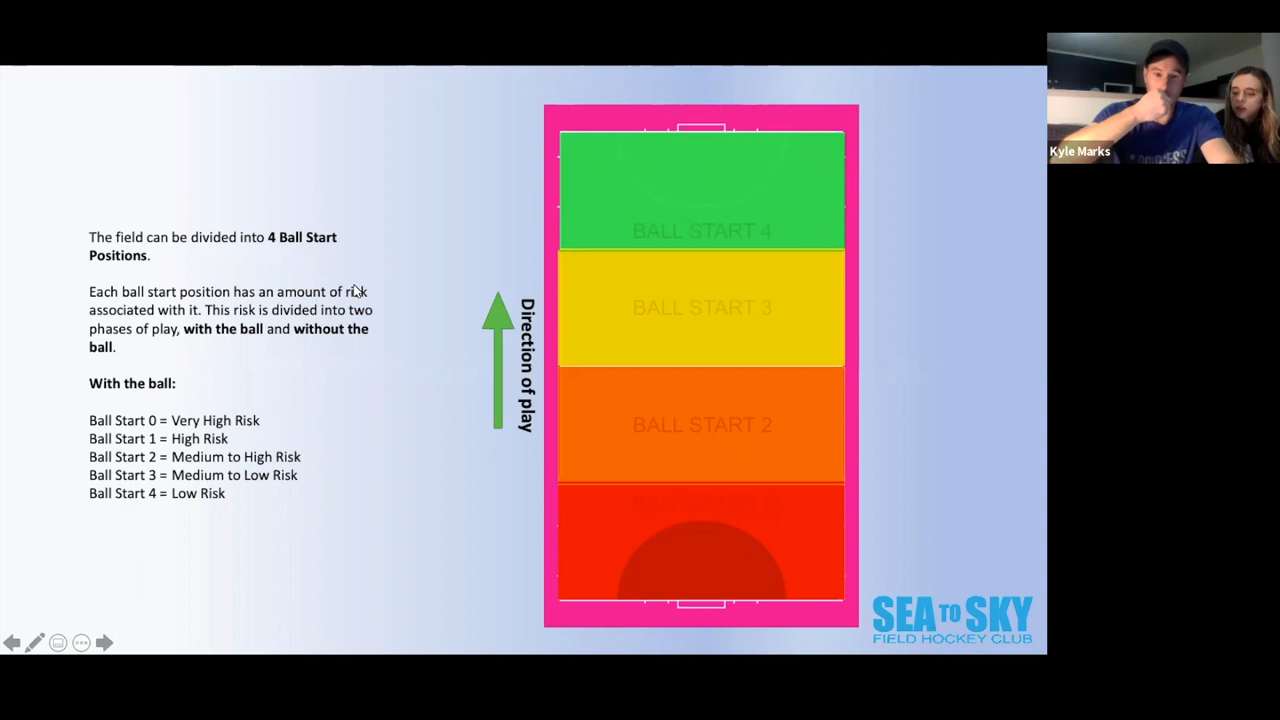 The field can be divided into 4 Ball Start
Positions.
Each ball start position has an amount of risk
associated with it. This risk is divided into two
phases of play, with the ball and without the
ball.
With the ball:
Ball Start 0 = Very High Risk
Ball Start 1 = High Risk
Ball Start 2 = Medium to High Risk
Ball Start 3 = Medium to Low Risk
Ball Start 4 = Low Risk
Direction of play
BALL START 4
BALL START 3
BALL START 2
BALL START
SEA TO SKY
FIELD HOCKEY CLUB
Kyle Marks